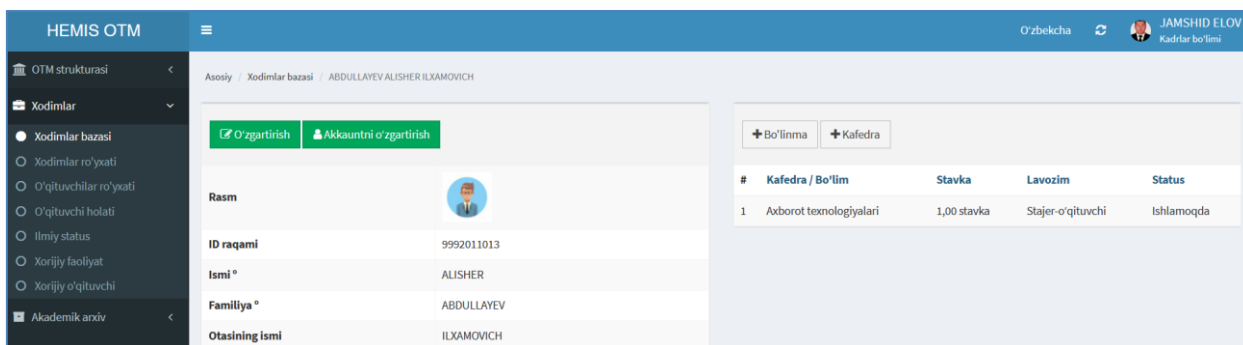 HEMIS OTM
O'zbekcha
JAMSHID ELOV
Kadrlar bo'limi
OTM strukturasi
Xodimlar
Xodimlar bazasi
Xodimlar ro'yxati
O'qituvchilar ro'yxati
O'qituvchi holati
Ilmiy status
Xorijiy faoliyat
Xorijiy o'qituvchi
Akademik arxiv
Asosiy / Xodimlar bazasi / ABDULLAYEV ALISHER ILXAMOVICH
O'zgartirish Akkauntni o'zgartirish
Rasm
ID raqami 9992011013
Ismi º ALISHER
Familiya º ABDULLAYEV
Otasining ismi ILXAMOVICH
+Bo'linma +Kafedra
# Kafedra / Bo'lim Stavka Lavozim Status
1 Axborot texnologiyalari 1,00 stavka Stajer-o'qituvchi Ishlamoqda